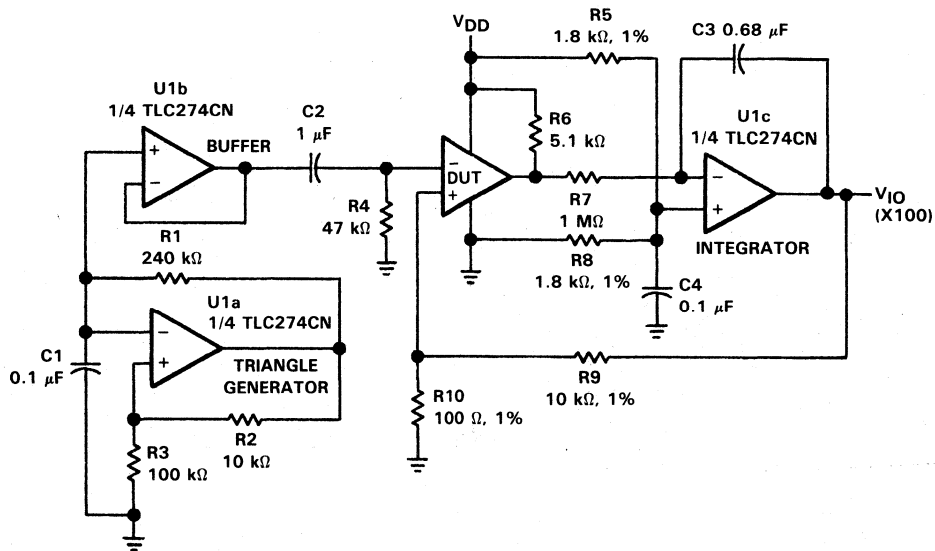 VDD
R5
1.8 kΩ, 1%
C3 0.68 μF
U1b
1/4 TLC274CN
BUFFER
C2
1 μF
R6
5.1 kΩ
U1c
1/4 TLC274CN
+
−
−
DUT
+
−
+
R4
47 kΩ
R7
1 MΩ
VIO
(X100)
INTEGRATOR
R1
240 kΩ
R8
1.8 kΩ, 1%
C4
0.1 μF
U1a
1/4 TLC274CN
−
+
C1
0.1 μF
TRIANGLE
GENERATOR
R9
10 kΩ, 1%
R10
100 Ω, 1%
R2
10 kΩ
R3
100 kΩ